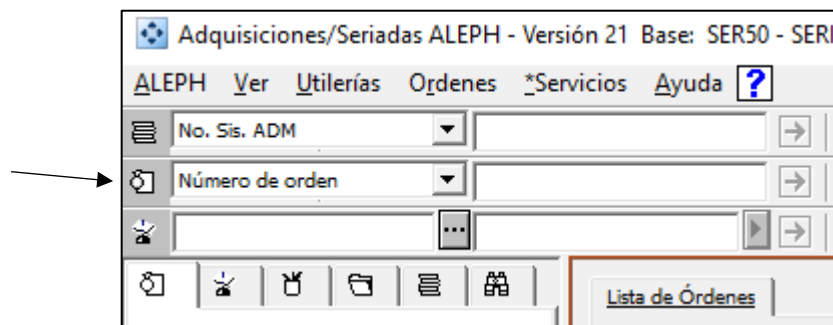 Adquisiciones/Seriadas ALEPH - Versión 21 Base: SER50 - SERI
ALEPH Ver Utilerías Ordenes *Servicios Ayuda ?
No. Sis. ADM
Número de orden
...
Lista de Órdenes